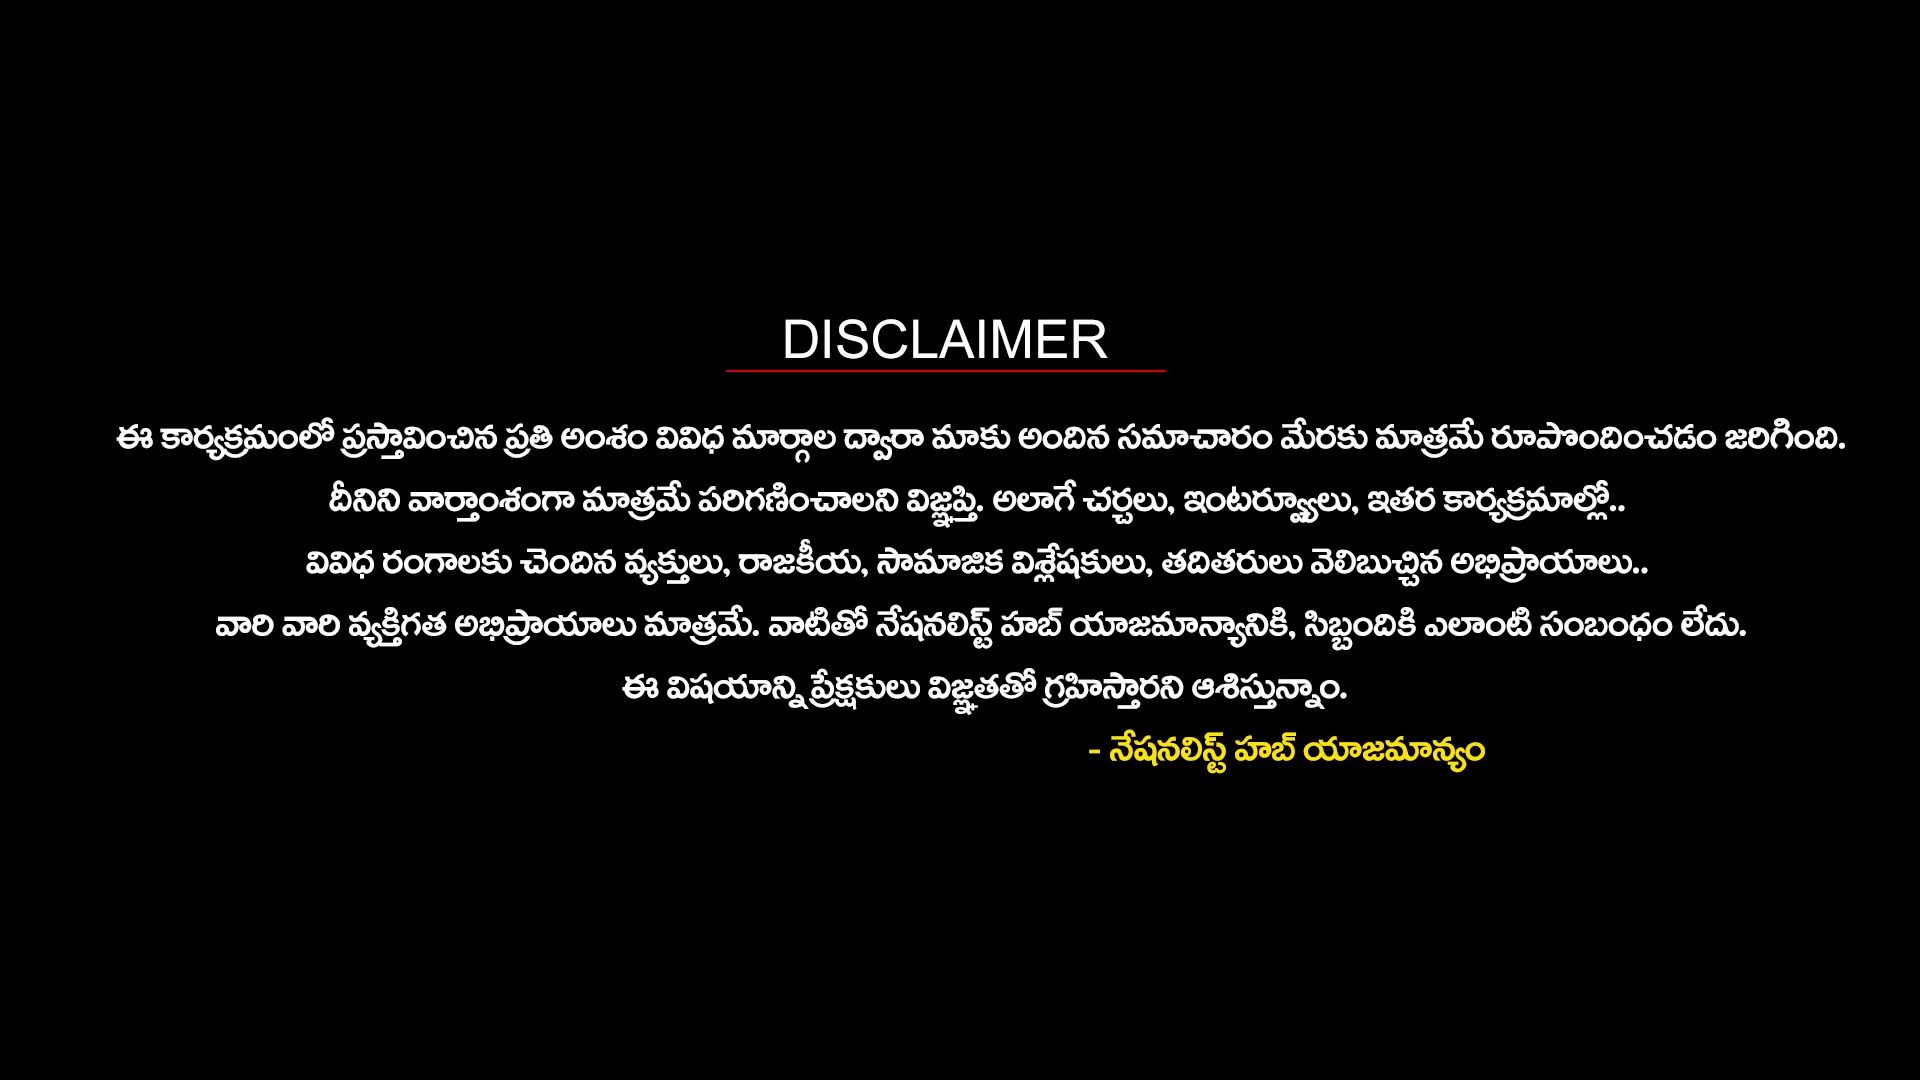 DISCLAIMER
ఈ కార్యక్రమంలో ప్రస్తావించిన ప్రతి అంశం వివిధ మార్గాల ద్వారా మాకు అందిన సమాచారం మేరకు మాత్రమే రూపొందించడం జరిగింది.
దీనిని వార్తాంశంగా మాత్రమే పరిగణించాలని విజ్ఞప్తి. అలాగే చర్చలు, ఇంటర్వ్యూలు, ఇతర కార్యక్రమాల్లో..
వివిధ రంగాలకు చెందిన వ్యక్తులు, రాజకీయ, సామాజిక విశ్లేషకులు, తదితరులు వెలిబుచ్చిన అభిప్రాయాలు..
వారి వారి వ్యక్తిగత అభిప్రాయాలు మాత్రమే. వాటితో నేషనలిస్ట్ హబ్ యాజమాన్యానికి, సిబ్బందికి ఎలాంటి సంబంధం లేదు.
ఈ విషయాన్ని ప్రేక్షకులు విజ్ఞతతో గ్రహిస్తారని ఆశిస్తున్నాం.
- నేషనలిస్ట్ హబ్ యాజమాన్యం